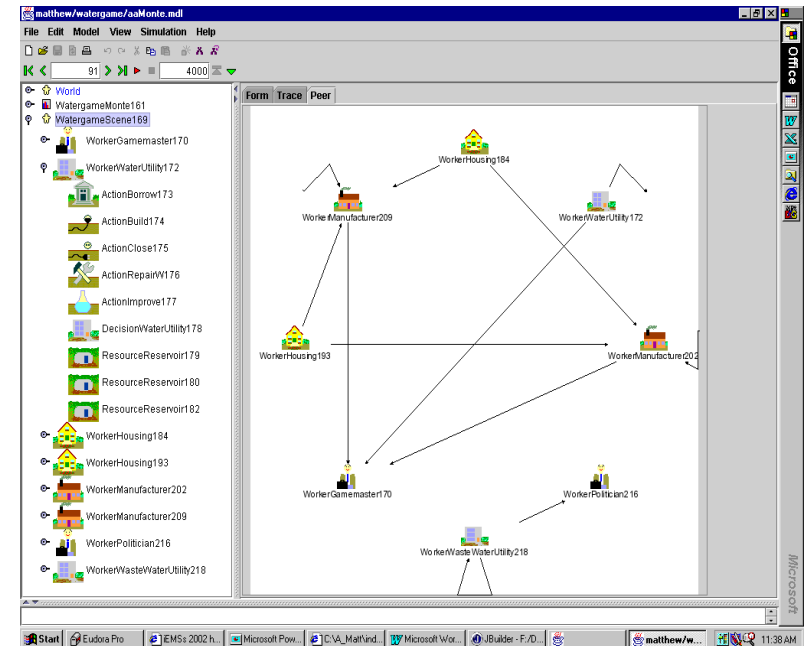 matthew/watergame/aaMonte.mdl
File Edit Model View Simulation Help
91 4000
World
WatergameMonte161
WatergameScene169
WorkerGamemaster170
WorkerWaterUtility172
ActionBorrow173
ActionBuild174
ActionClose175
ActionRepairW176
ActionImprove177
DecisionWaterUtility178
ResourceReservoir179
ResourceReservoir180
ResourceReservoir182
WorkerHousing184
WorkerHousing193
WorkerManufacturer202
WorkerManufacturer209
WorkerPolitician216
WorkerWasteWaterUtility218
Form Trace Peer
WorkerHousing184
WorkerManufacturer209
WorkerWaterUtility172
WorkerHousing193
WorkerManufacturer202
WorkerGamemaster170
WorkerPolitician216
WorkerWasteWaterUtility218
Office
Microsoft
Start Eudora Pro iEMSs 2002 h... Microsoft Pow... C:\A_Matt\ind... Microsoft Wor... JBuilder - F:/D... matthew/w... 11:38 AM